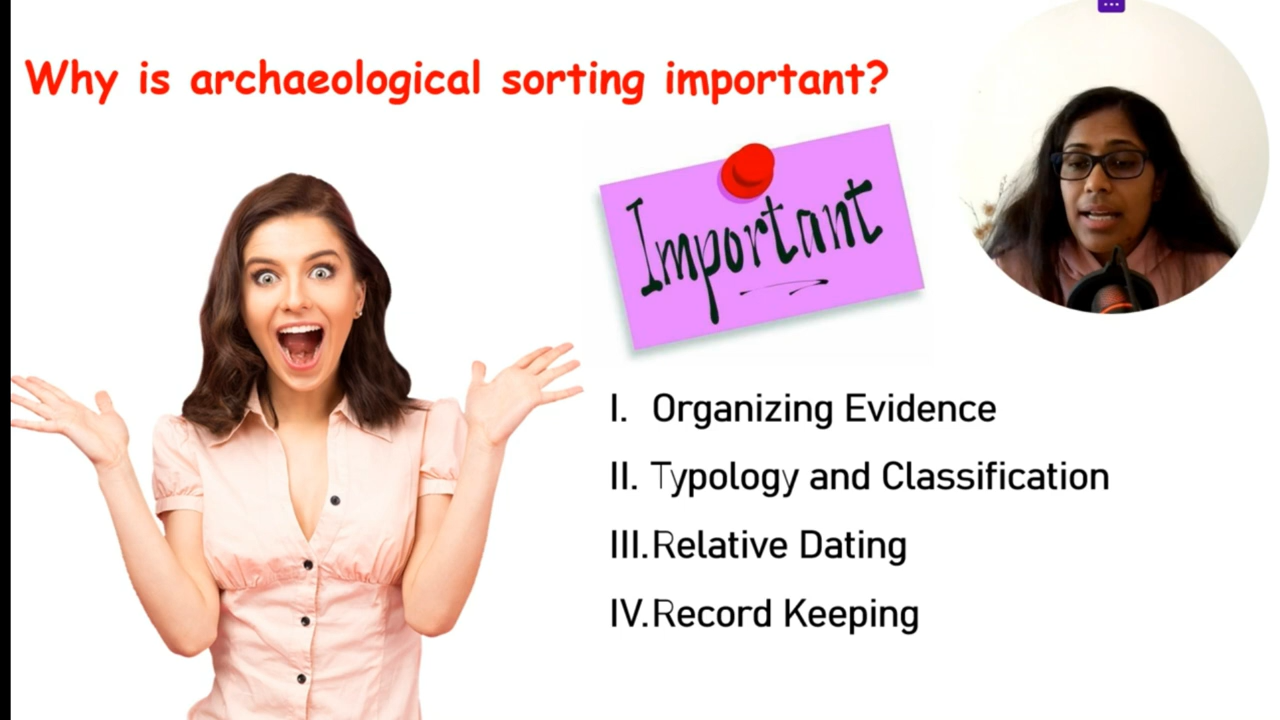 Why is archaeological sorting important?
Important
I. Organizing Evidence
II. Typology and Classification
III. Relative Dating
IV. Record Keeping